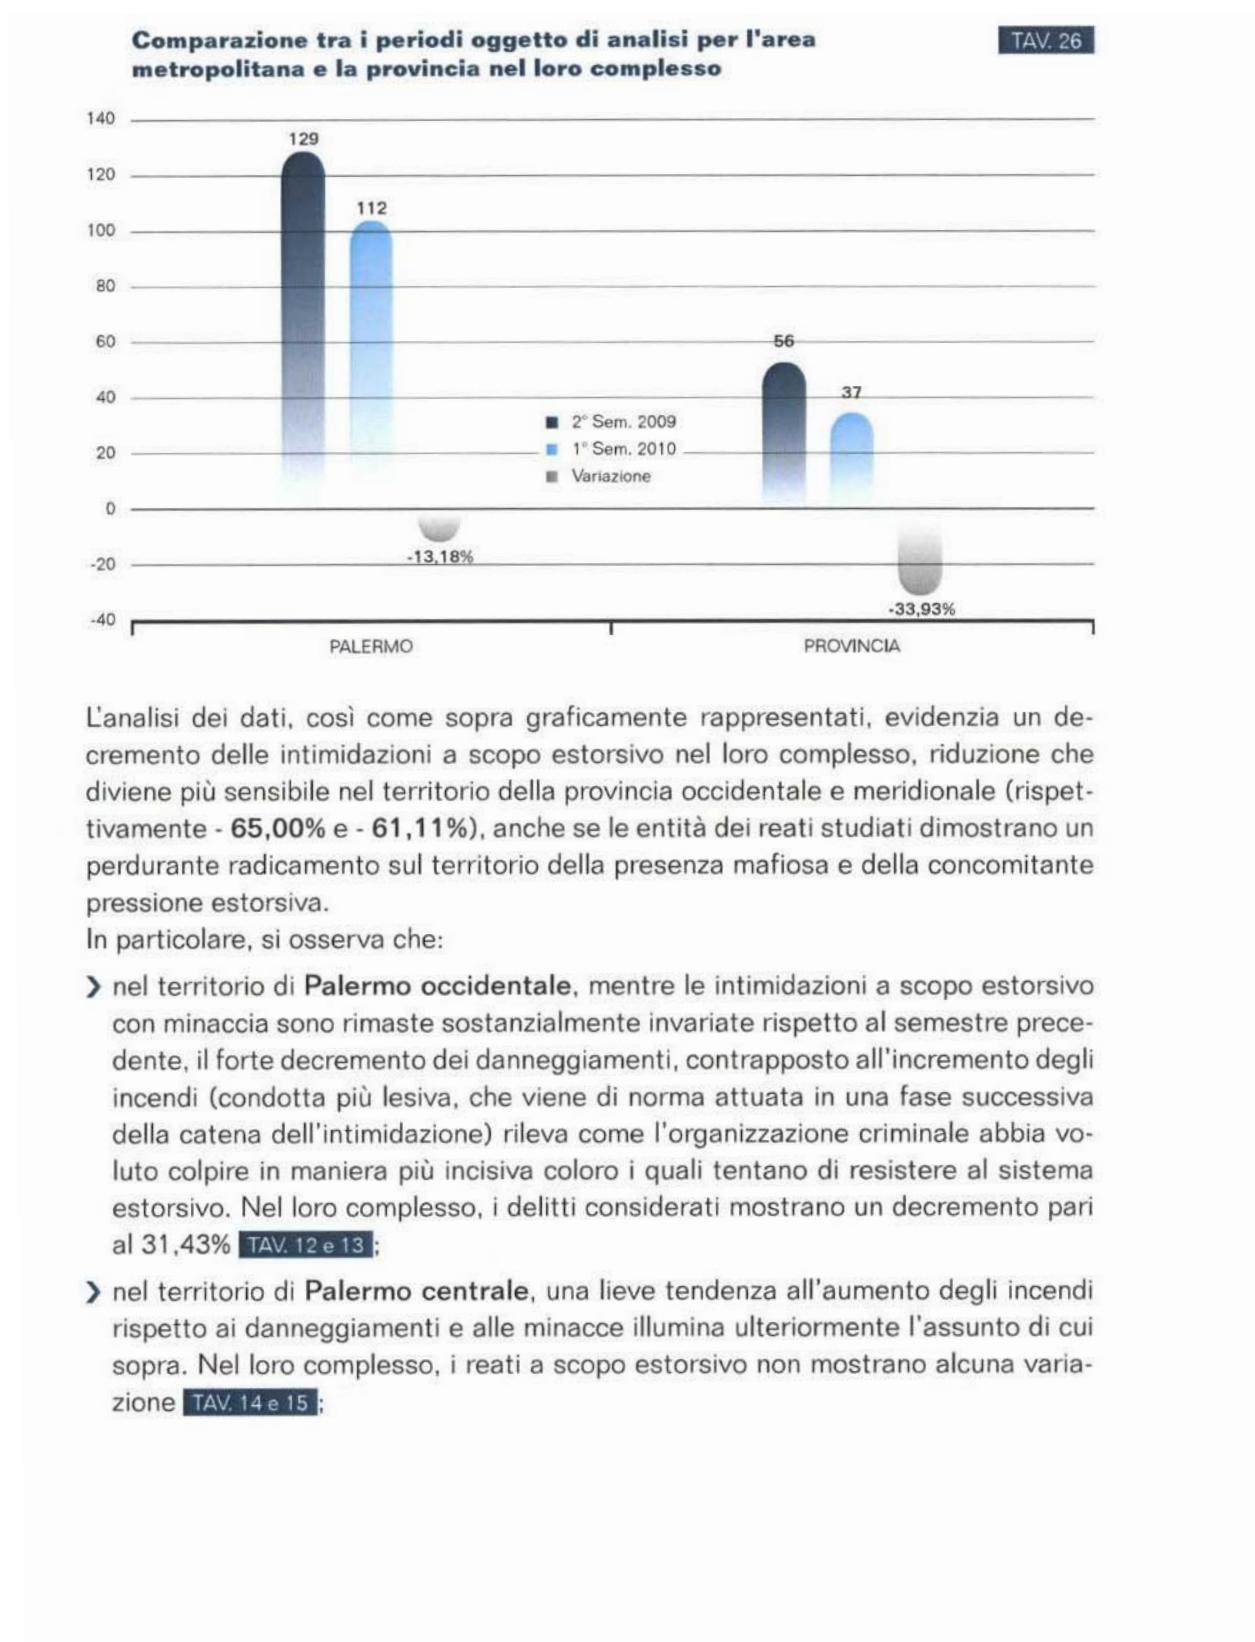 Comparazione tra i periodi oggetto di analisi per l'area
metropolitana e la provincia nel loro complesso
TAV. 26
140
129
120
112
100
80
60
56
40
37
2° Sem. 2009
20
1° Sem. 2010
Variazione
0
-13,18%
-20
-33,93%
-40
PALERMO
PROVINCIA
L'analisi dei dati, così come sopra graficamente rappresentati, evidenzia un de-
cremento delle intimidazioni a scopo estorsivo nel loro complesso, riduzione che
diviene più sensibile nel territorio della provincia occidentale e meridionale (rispet-
tivamente - 65,00% e - 61,11%), anche se le entità dei reati studiati dimostrano un
perdurante radicamento sul territorio della presenza mafiosa e della concomitante
pressione estorsiva.
In particolare, si osserva che:
❯ nel territorio di Palermo occidentale, mentre le intimidazioni a scopo estorsivo
con minaccia sono rimaste sostanzialmente invariate rispetto al semestre prece-
dente, il forte decremento dei danneggiamenti, contrapposto all'incremento degli
incendi (condotta più lesiva, che viene di norma attuata in una fase successiva
della catena dell'intimidazione) rileva come l'organizzazione criminale abbia vo-
luto colpire in maniera più incisiva coloro i quali tentano di resistere al sistema
estorsivo. Nel loro complesso, i delitti considerati mostrano un decremento pari
al 31,43% TAV. 12 e 13 ;
❯ nel territorio di Palermo centrale, una lieve tendenza all'aumento degli incendi
rispetto ai danneggiamenti e alle minacce illumina ulteriormente l'assunto di cui
sopra. Nel loro complesso, i reati a scopo estorsivo non mostrano alcuna varia-
zione TAV. 14 e 15 ;